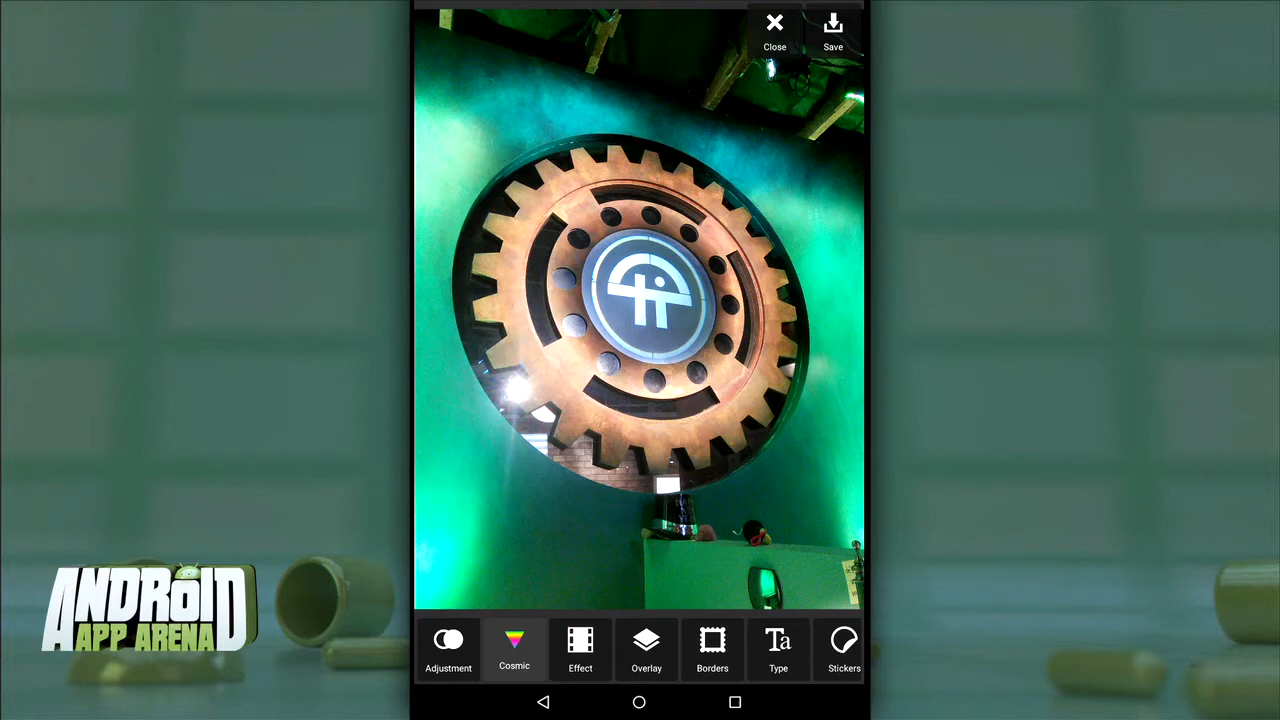 Close
Save
ANDROID
APP ARENA
Adjustment
Cosmic
Effect
Overlay
Borders
Ta
Type
Stickers